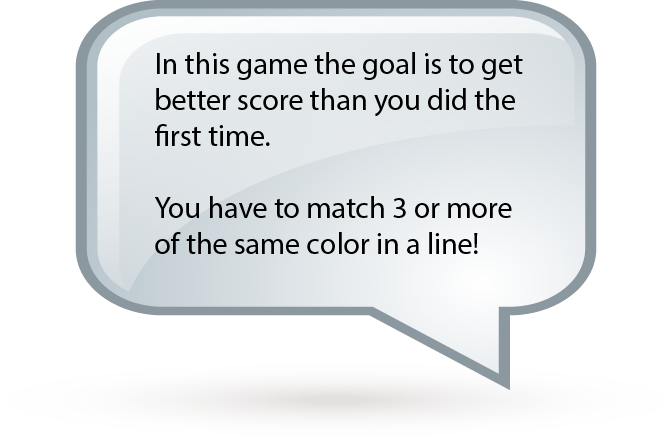 In this game the goal is to get
better score than you did the
first time.
You have to match 3 or more
of the same color in a line!